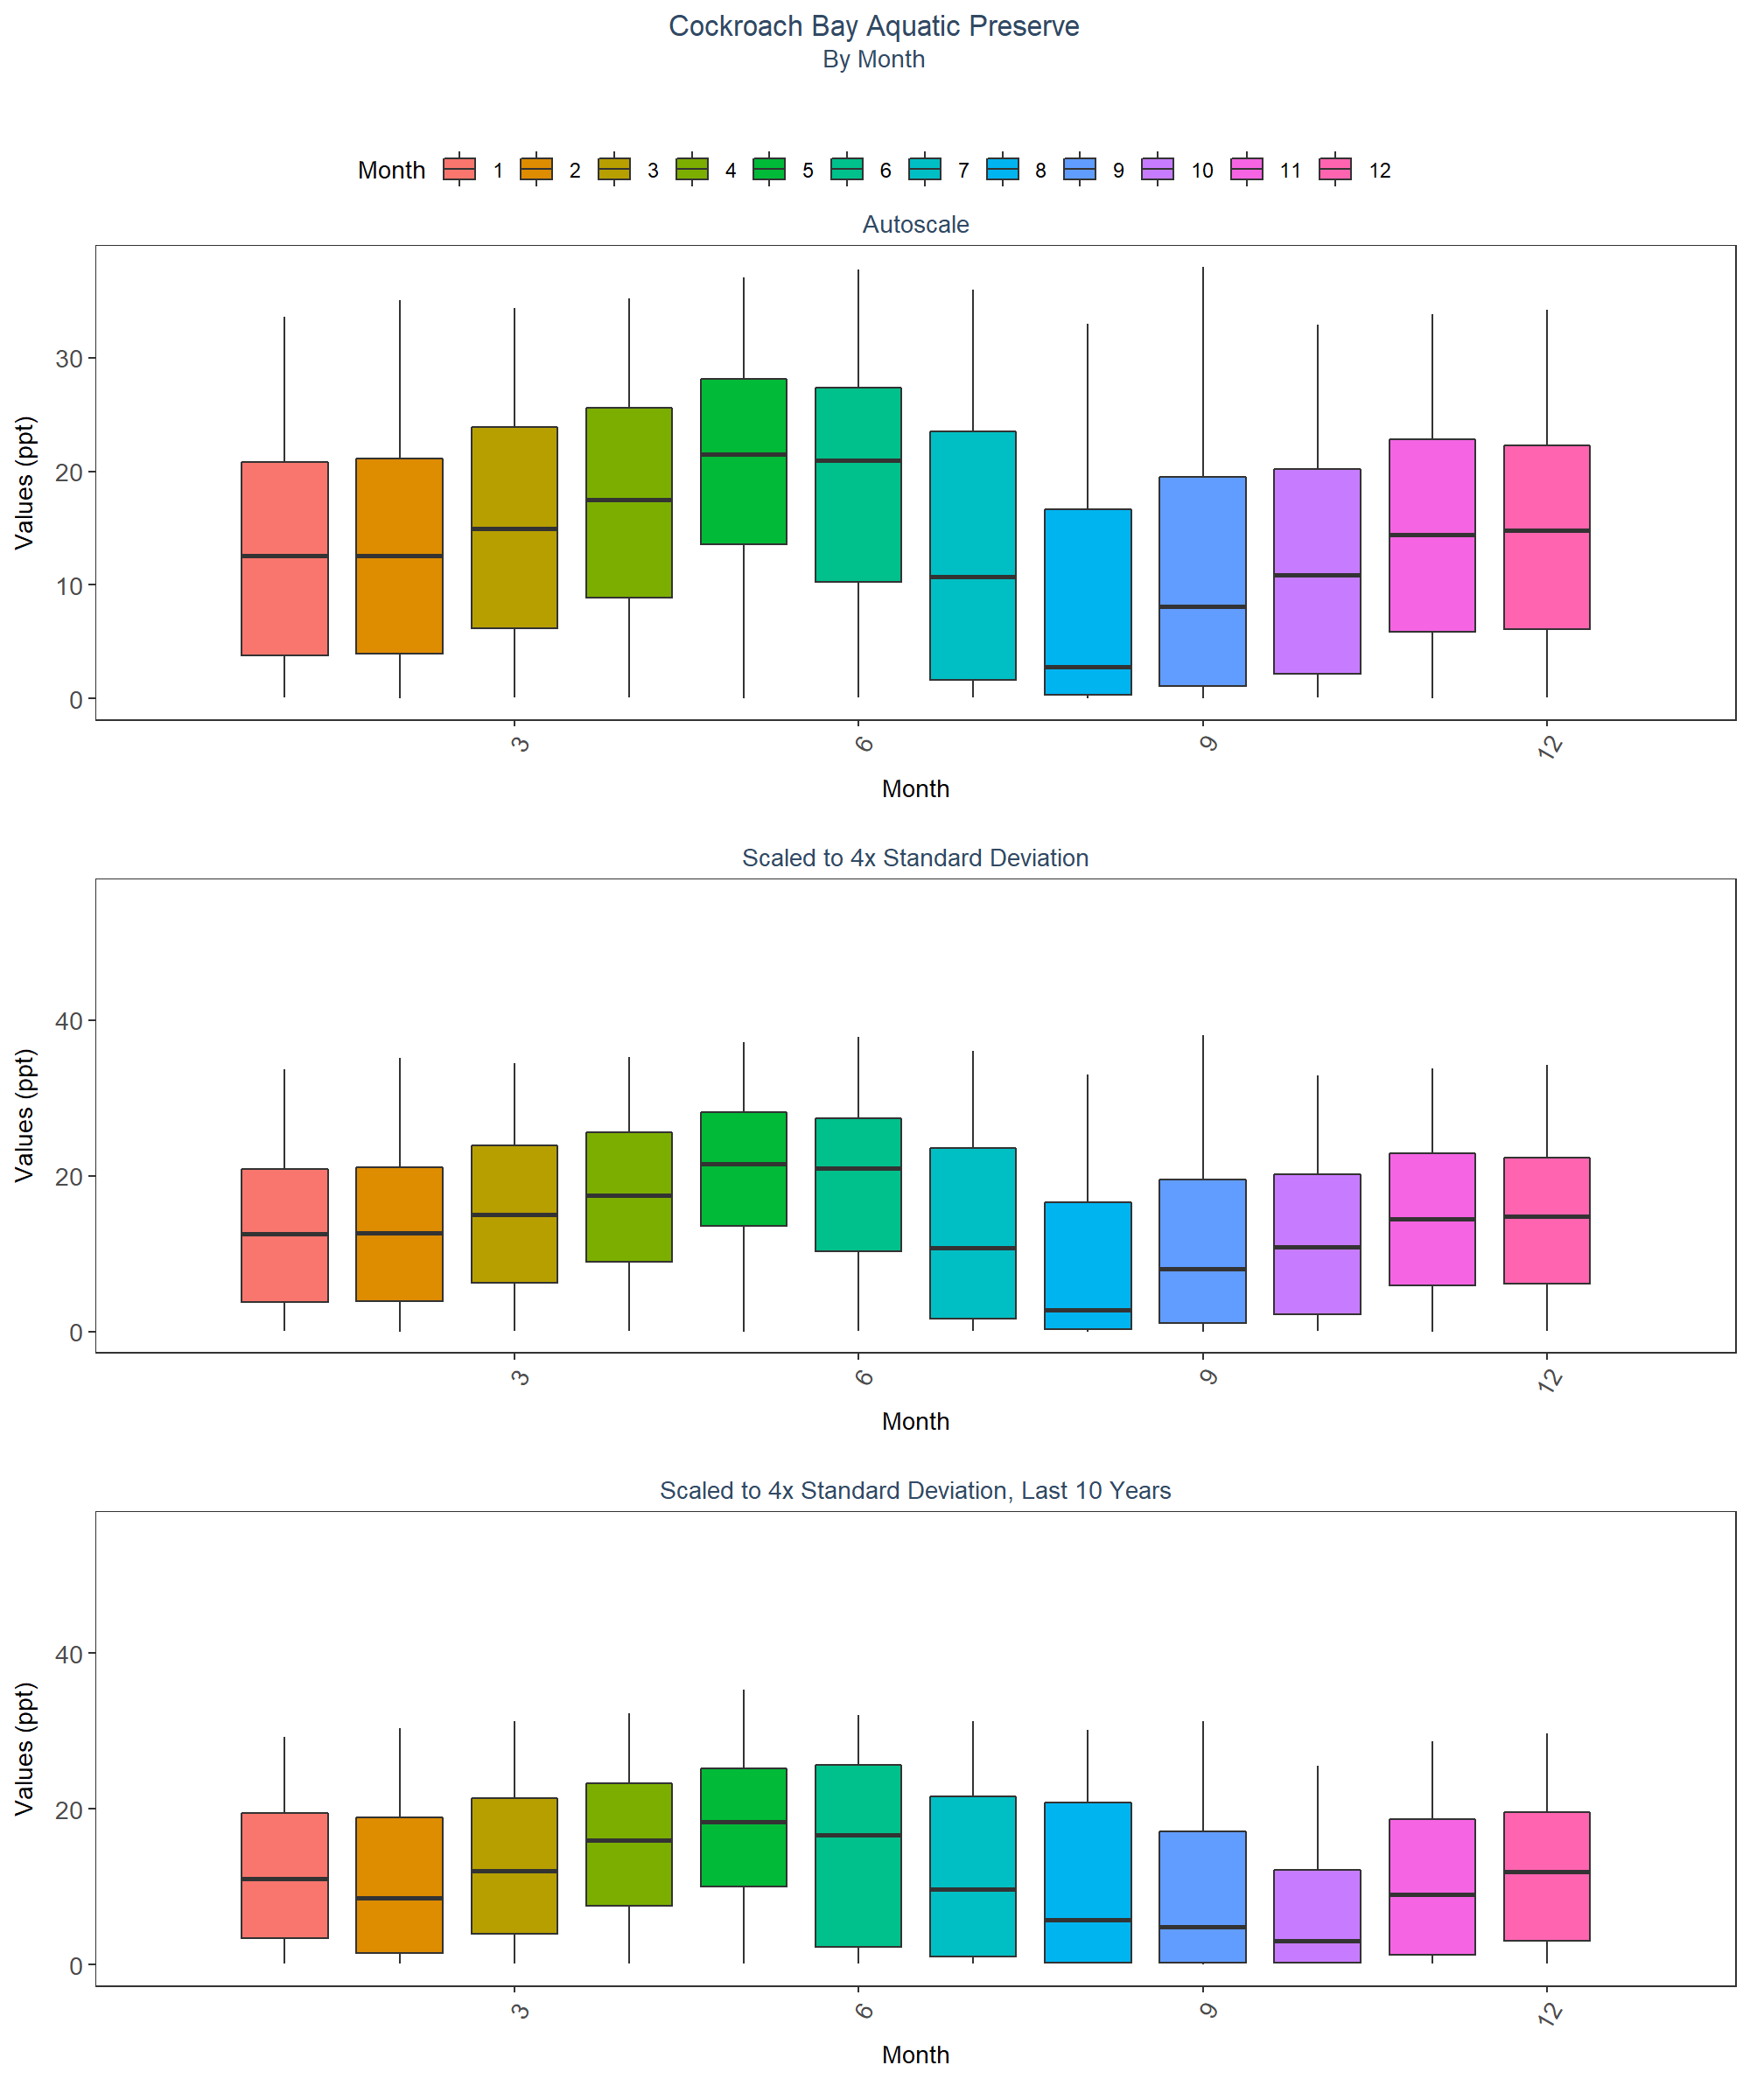 Cockroach Bay Aquatic Preserve
By Month
Month 1 2 3 4 5 6 7 8 9 10 11 12
Autoscale
Values (ppt)
30
20
10
0
3 6 9 12
Month
Scaled to 4x Standard Deviation
Values (ppt)
40
20
0
3 6 9 12
Month
Scaled to 4x Standard Deviation, Last 10 Years
Values (ppt)
40
20
0
3 6 9 12
Month